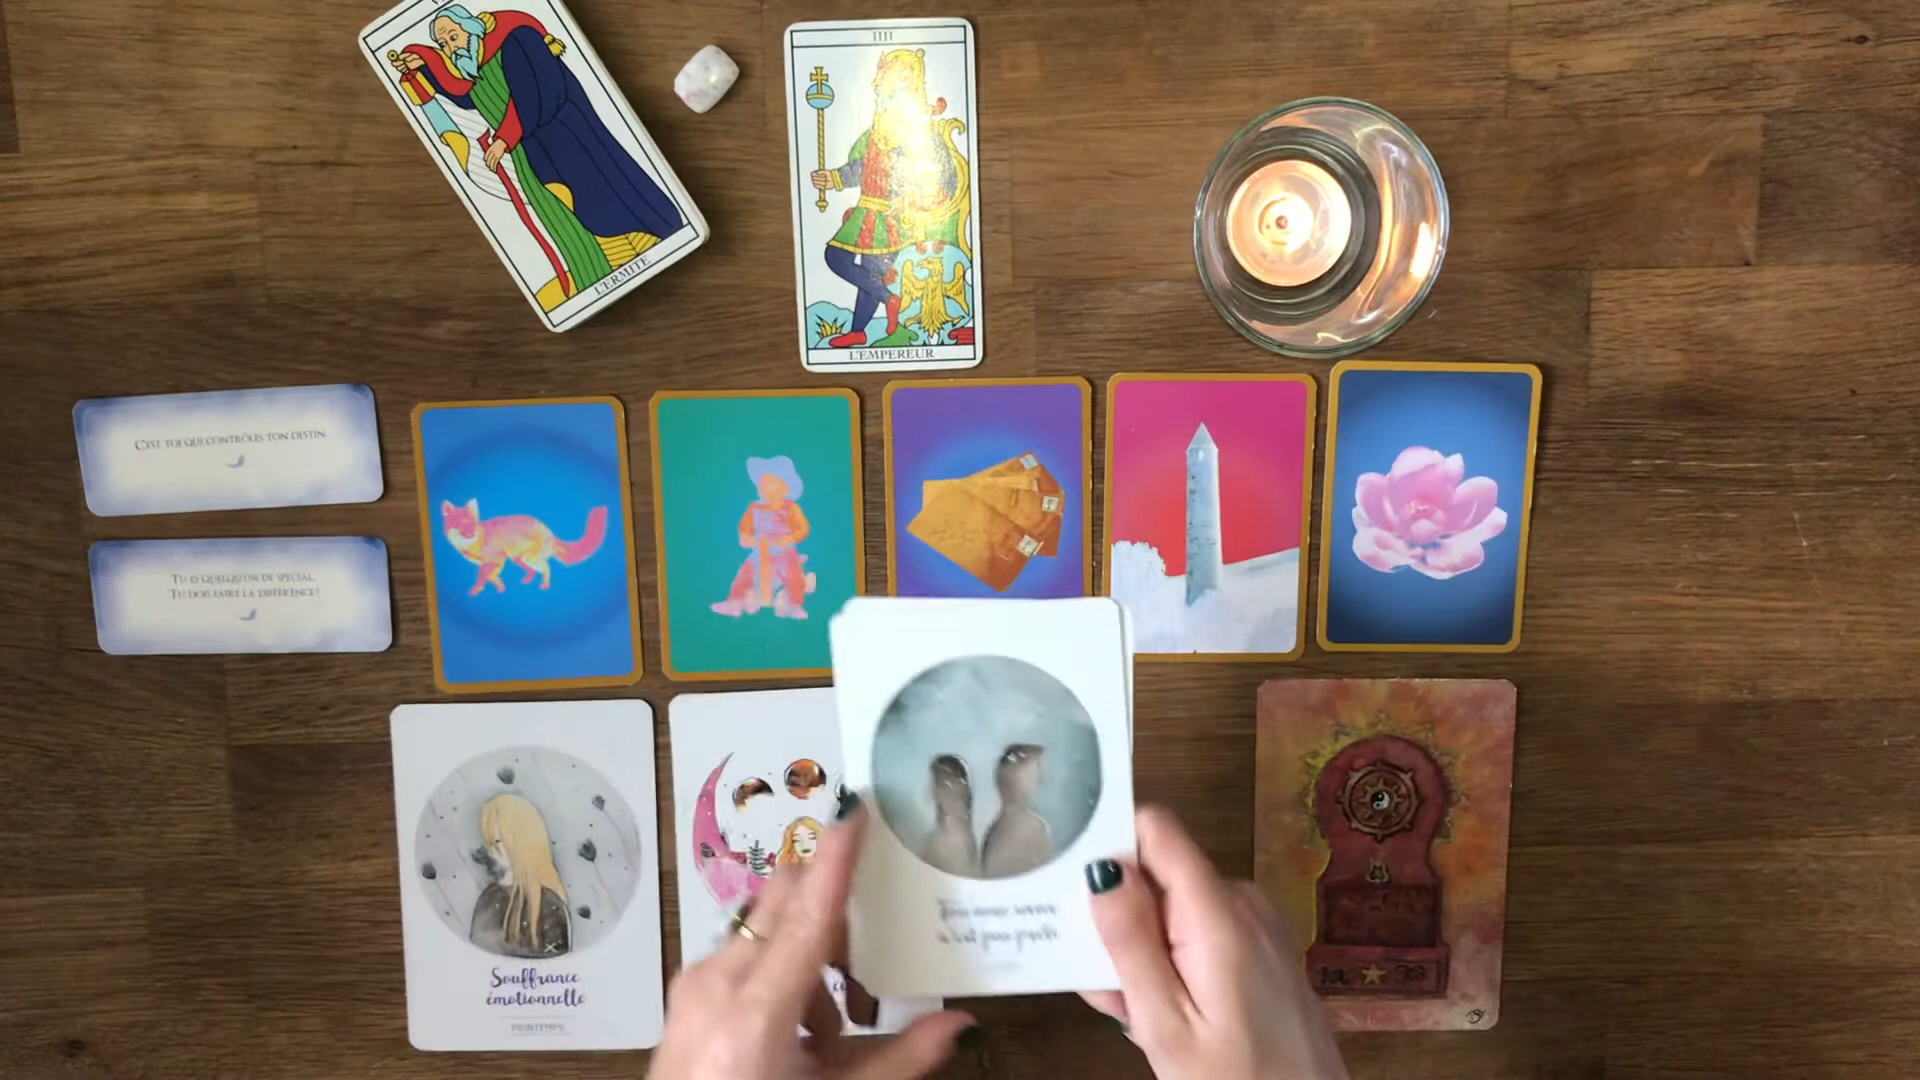 L'ERMITE
IIII
L'EMPEREUR
C'EST TOI QUI CONTRÔLES TON DESTIN.
TU ES QUELQU'UN DE SPÉCIAL.
TU DOIS FAIRE LA DIFFÉRENCE !
Souffrance
émotionnelle
PRINTEMPS